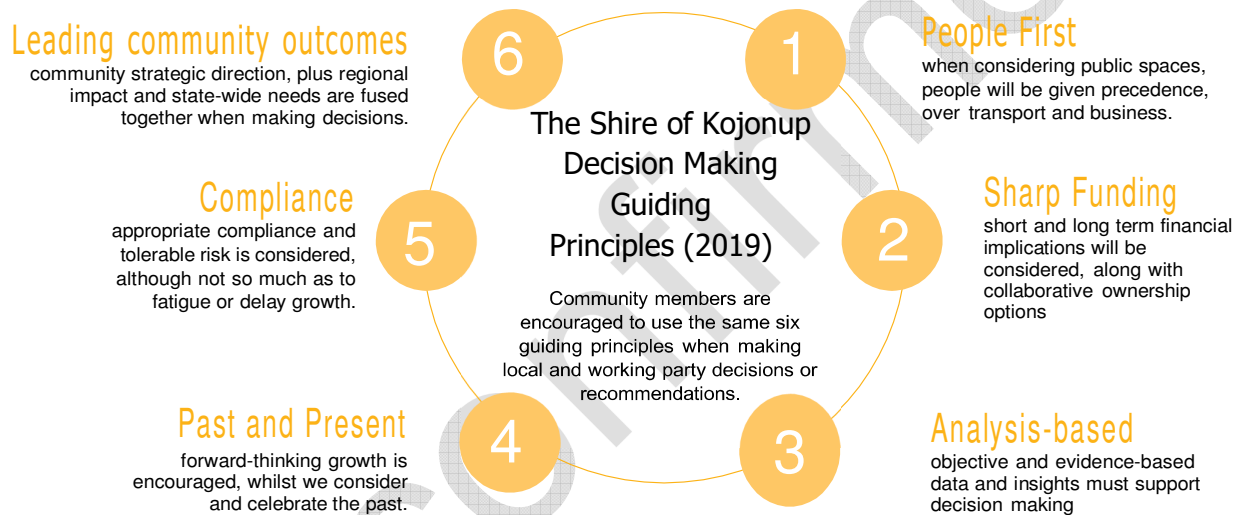 6
Leading community outcomes
community strategic direction, plus regional
impact and state-wide needs are fused
together when making decisions.
1
People First
when considering public spaces,
people will be given precedence,
over transport and business.
The Shire of Kojonup
Decision Making
Guiding
Principles (2019)
Community members are
encouraged to use the same six
guiding principles when making
local and working party decisions or
recommendations.
5
Compliance
appropriate compliance and
tolerable risk is considered,
although not so much as to
fatigue or delay growth.
2
Sharp Funding
short and long term financial
implications will be
considered, along with
collaborative ownership
options
4
Past and Present
forward-thinking growth is
encouraged, whilst we consider
and celebrate the past.
3
Analysis-based
objective and evidence-based
data and insights must support
decision making